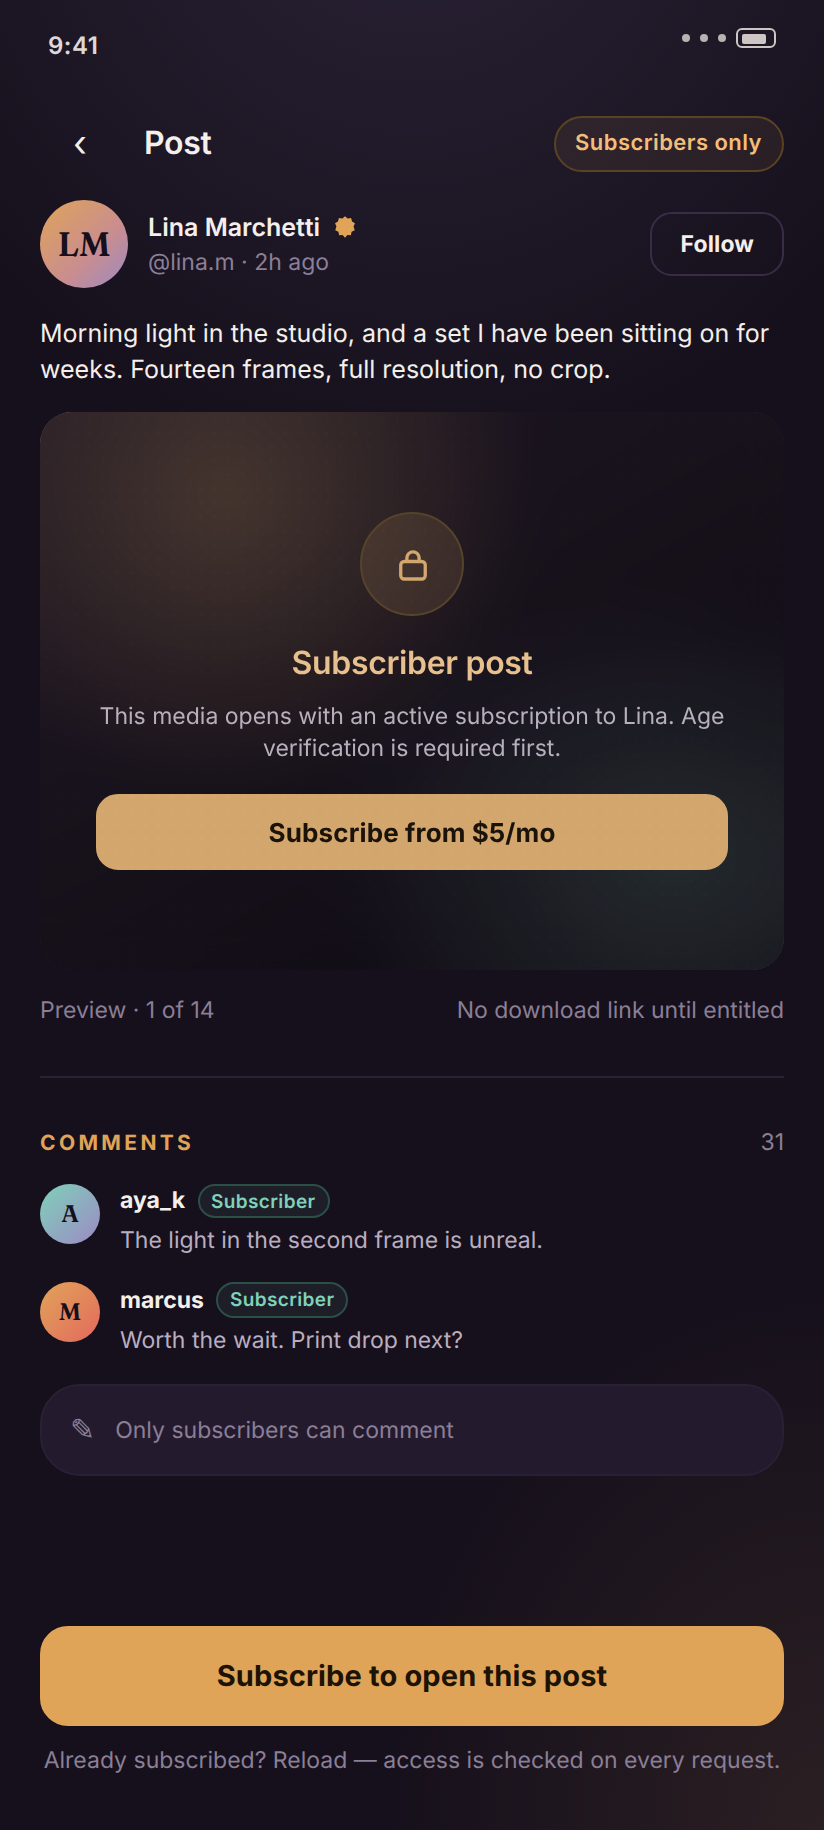 9:41
‹ Post
Subscribers only
LM
Lina Marchetti
@lina.m · 2h ago
Follow
Morning light in the studio, and a set I have been sitting on for
weeks. Fourteen frames, full resolution, no crop.
Subscriber post
This media opens with an active subscription to Lina. Age
verification is required first.
Subscribe from $5/mo
Preview · 1 of 14
No download link until entitled
COMMENTS
31
A
aya_k Subscriber
The light in the second frame is unreal.
M
marcus Subscriber
Worth the wait. Print drop next?
✎ Only subscribers can comment
Subscribe to open this post
Already subscribed? Reload — access is checked on every request.